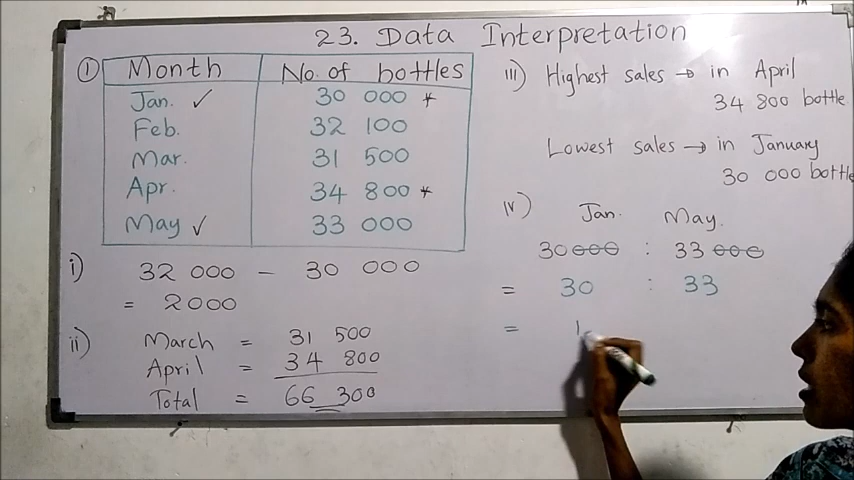 23. Data Interpretation
① Month No. of bottles
Jan. ✓ 30 000 *
Feb. 32 100
Mar. 31 500
Apr. 34 800 *
May ✓ 33 000
i) 32 000 – 30 000
= 2000
ii) March = 31 500
April = 34 800
Total = 66 300
iii) Highest sales → in April
34 800 bottle
Lowest sales → in January
30 000 bottle
iv) Jan. May.
30000 : 33 000
= 30 : 33
= 1